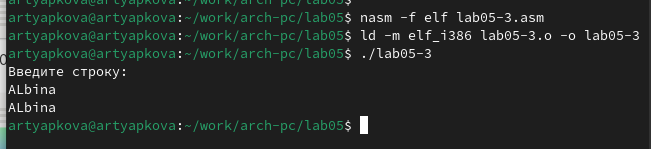 artyapkova@artyapkova:~/work/arch-pc/lab05$ nasm -f elf lab05-3.asm
artyapkova@artyapkova:~/work/arch-pc/lab05$ ld -m elf_i386 lab05-3.o -o lab05-3
artyapkova@artyapkova:~/work/arch-pc/lab05$ ./lab05-3
Введите строку:
ALbina
ALbina
artyapkova@artyapkova:~/work/arch-pc/lab05$